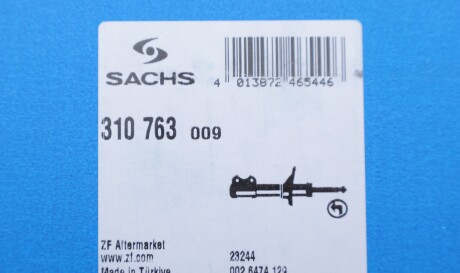 SACHS
4 013872 465446
310 763 009
ZF Aftermarket
www.zf.com 23244
Made in Türkiye 002 6474 129